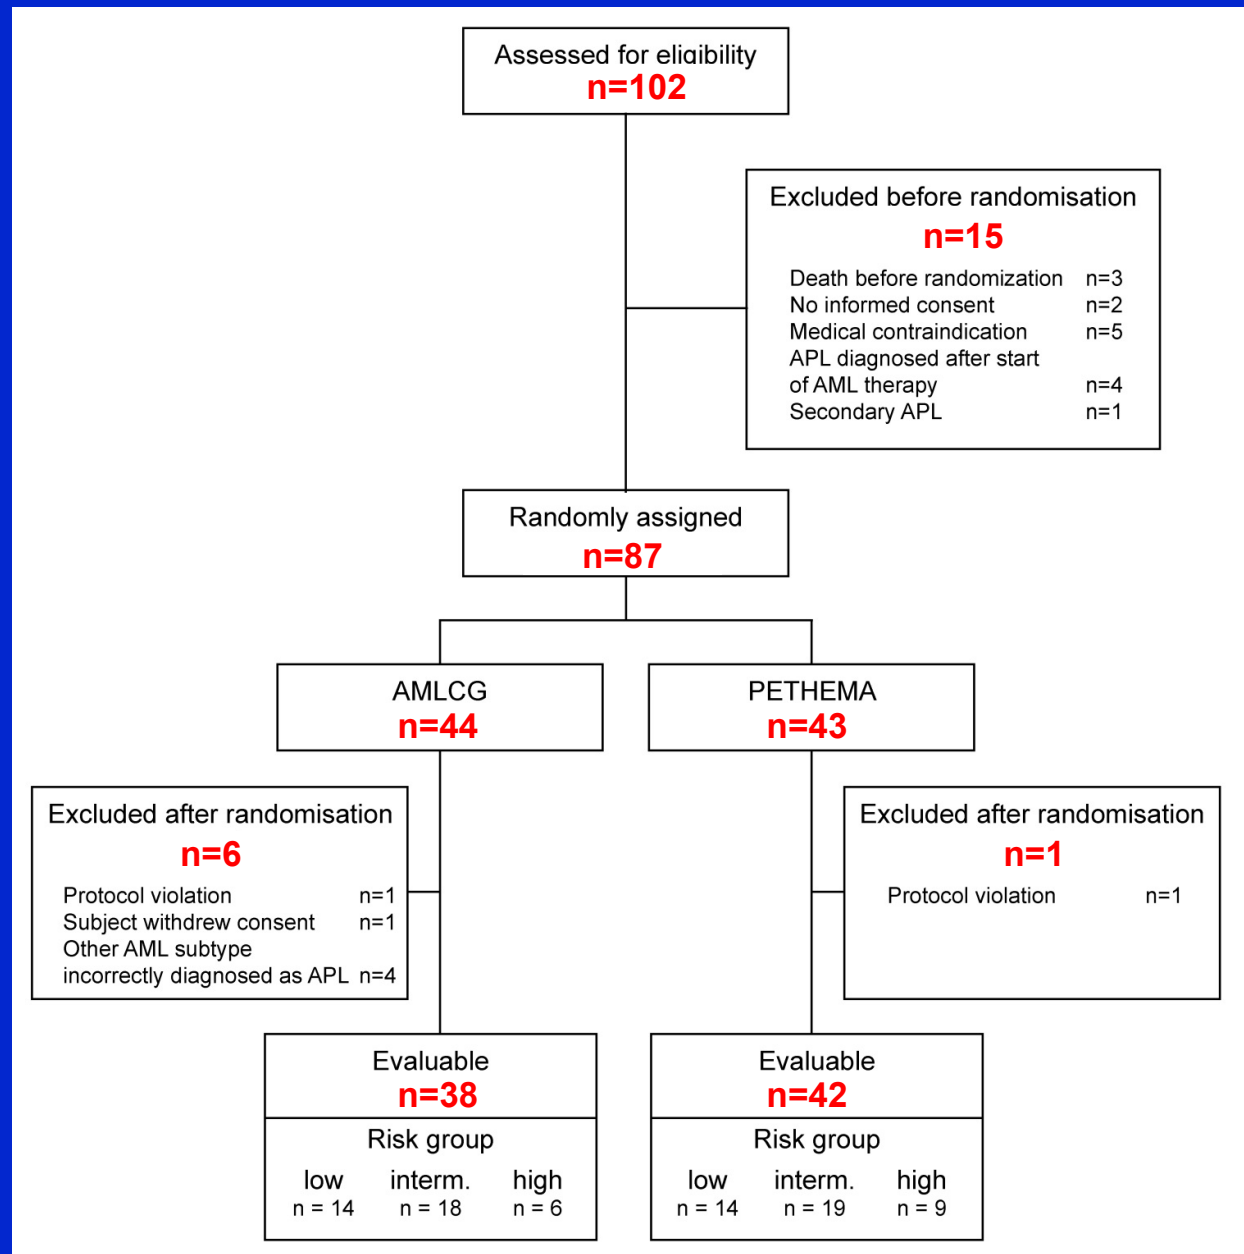 Assessed for eligibility
n=102
Excluded before randomisation
n=15
Death before randomization n=3
No informed consent n=2
Medical contraindication n=5
APL diagnosed after start
of AML therapy n=4
Secondary APL n=1
Randomly assigned
n=87
AMLCG
n=44
PETHEMA
n=43
Excluded after randomisation
n=6
Protocol violation n=1
Subject withdrew consent n=1
Other AML subtype
incorrectly diagnosed as APL n=4
Excluded after randomisation
n=1
Protocol violation n=1
Evaluable
n=38
Risk group
low interm. high
n = 14 n = 18 n = 6
Evaluable
n=42
Risk group
low interm. high
n = 14 n = 19 n = 9